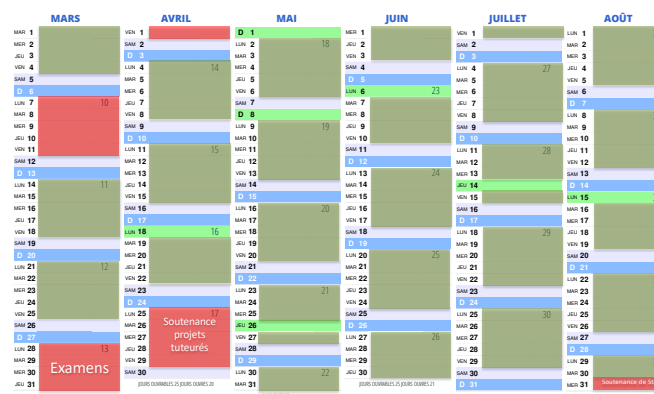 MARS
MAR 1
MER 2
JEU 3
VEN 4
SAM 5
D 6
LUN 7 10
MAR 8
MER 9
JEU 10
VEN 11
SAM 12
D 13
LUN 14 11
MAR 15
MER 16
JEU 17
VEN 18
SAM 19
D 20
LUN 21 12
MAR 22
MER 23
JEU 24
VEN 25
SAM 26
D 27
LUN 28 13
MAR 29
MER 30
JEU 31
Examens
AVRIL
VEN 1
SAM 2
D 3
LUN 4 14
MAR 5
MER 6
JEU 7
VEN 8
SAM 9
D 10
LUN 11 15
MAR 12
MER 13
JEU 14
VEN 15
SAM 16
D 17
LUN 18 16
MAR 19
MER 20
JEU 21
VEN 22
SAM 23
D 24
LUN 25 17
MAR 26
MER 27
JEU 28
VEN 29
SAM 30
Soutenance
projets
tuteurés
JOURS OUVRABLES 25 JOURS OUVRES 20
MAI
D 1
LUN 2 18
MAR 3
MER 4
JEU 5
VEN 6
SAM 7
D 8
LUN 9 19
MAR 10
MER 11
JEU 12
VEN 13
SAM 14
D 15
LUN 16 20
MAR 17
MER 18
JEU 19
VEN 20
SAM 21
D 22
LUN 23 21
MAR 24
MER 25
JEU 26
VEN 27
SAM 28
D 29
LUN 30 22
MAR 31
JUIN
MER 1
JEU 2
VEN 3
SAM 4
D 5
LUN 6 23
MAR 7
MER 8
JEU 9
VEN 10
SAM 11
D 12
LUN 13 24
MAR 14
MER 15
JEU 16
VEN 17
SAM 18
D 19
LUN 20 25
MAR 21
MER 22
JEU 23
VEN 24
SAM 25
D 26
LUN 27 26
MAR 28
MER 29
JEU 30
JOURS OUVRABLES 25 JOURS OUVRES 21
JUILLET
VEN 1
SAM 2
D 3
LUN 4 27
MAR 5
MER 6
JEU 7
VEN 8
SAM 9
D 10
LUN 11 28
MAR 12
MER 13
JEU 14
VEN 15
SAM 16
D 17
LUN 18 29
MAR 19
MER 20
JEU 21
VEN 22
SAM 23
D 24
LUN 25 30
MAR 26
MER 27
JEU 28
VEN 29
SAM 30
D 31
AOÛT
LUN 1
MAR 2
MER 3
JEU 4
VEN 5
SAM 6
D 7
LUN 8
MAR 9
MER 10
JEU 11
VEN 12
SAM 13
D 14
LUN 15
MAR 16
MER 17
JEU 18
VEN 19
SAM 20
D 21
LUN 22
MAR 23
MER 24
JEU 25
VEN 26
SAM 27
D 28
LUN 29
MAR 30
MER 31
Soutenance de St